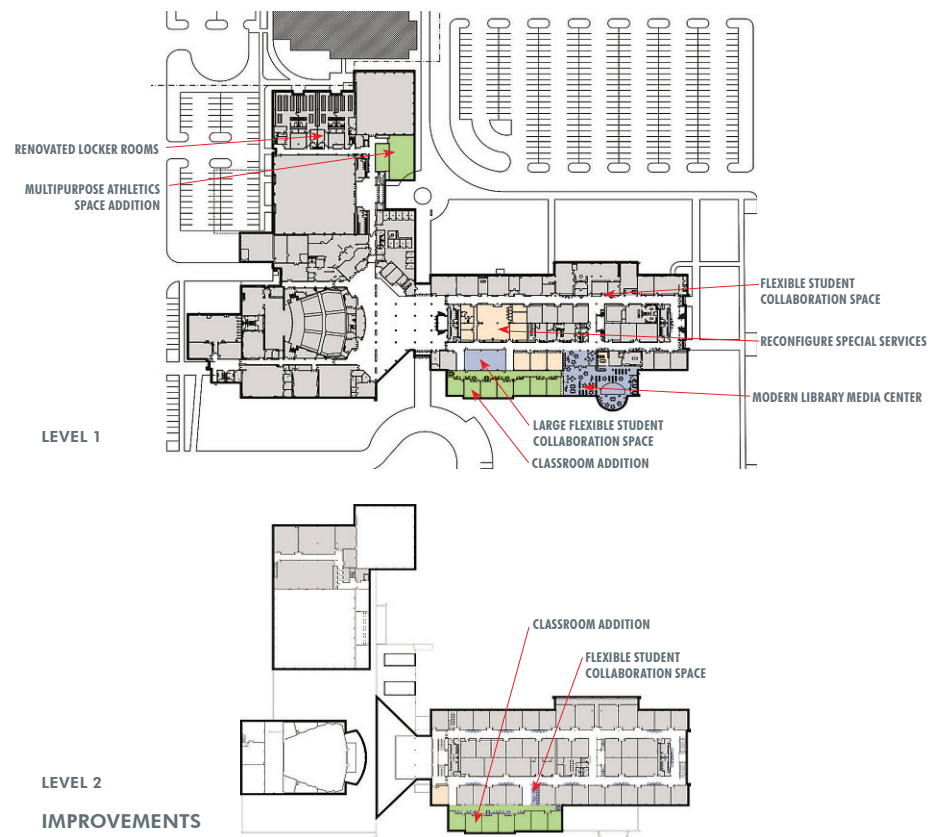 RENOVATED LOCKER ROOMS
MULTIPURPOSE ATHLETICS
SPACE ADDITION
FLEXIBLE STUDENT
COLLABORATION SPACE
RECONFIGURE SPECIAL SERVICES
MODERN LIBRARY MEDIA CENTER
LARGE FLEXIBLE STUDENT
COLLABORATION SPACE
CLASSROOM ADDITION
LEVEL 1
CLASSROOM ADDITION
FLEXIBLE STUDENT
COLLABORATION SPACE
LEVEL 2
IMPROVEMENTS